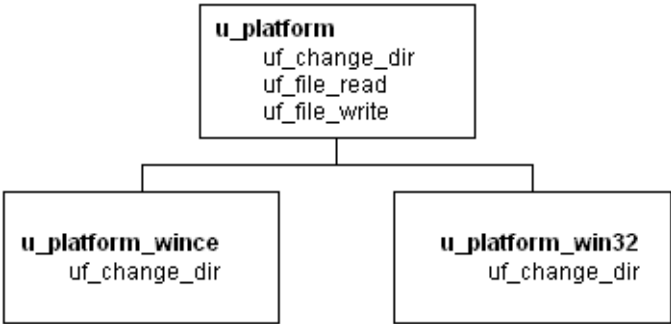 u_platform
uf_change_dir
uf_file_read
uf_file_write
u_platform_wince
uf_change_dir
u_platform_win32
uf_change_dir